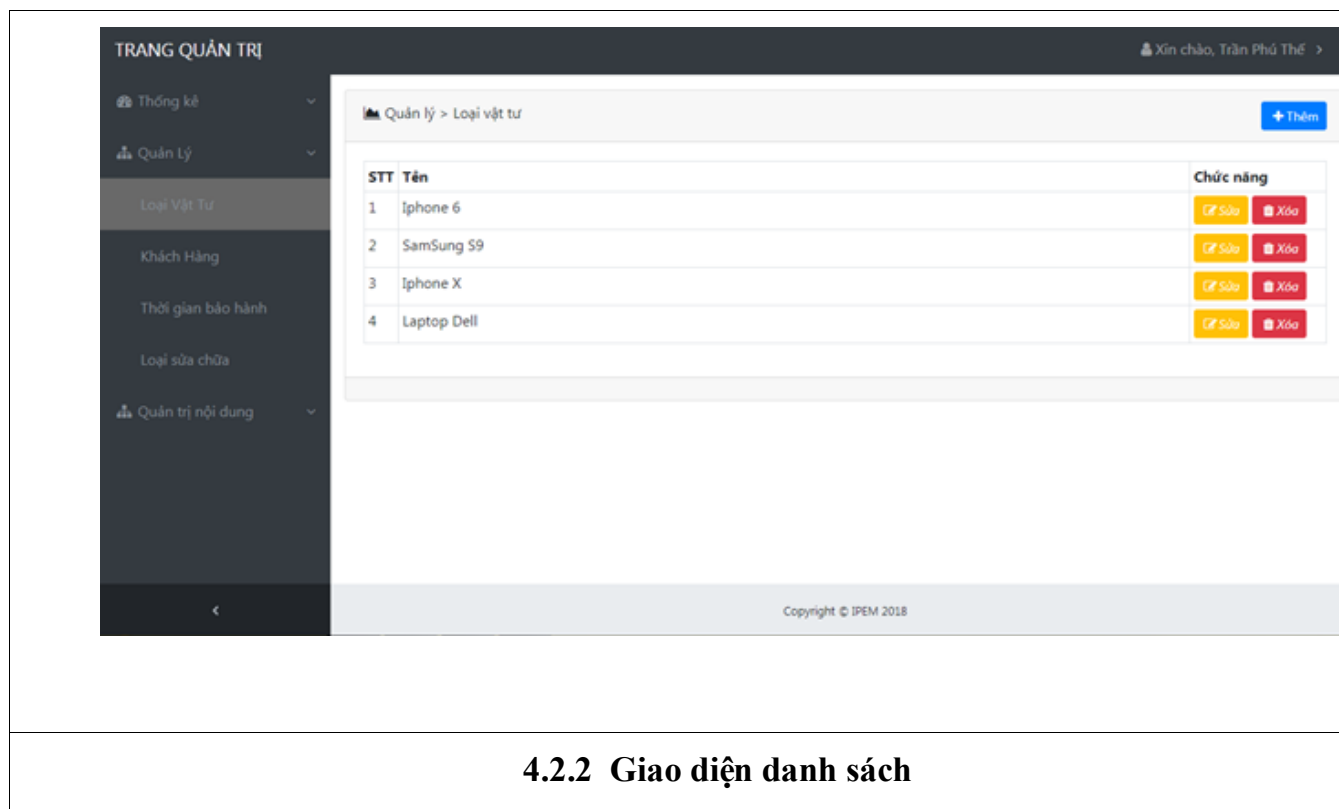 TRANG QUẢN TRỊ
Xin chào, Trần Phú Thế
Thống kê
Quản Lý
Loại Vật Tư
Khách Hàng
Thời gian bảo hành
Loại sửa chữa
Quản trị nội dung
Quản lý > Loại vật tư
+ Thêm
STT Tên Chức năng
1 Iphone 6 Sửa Xóa
2 SamSung S9 Sửa Xóa
3 Iphone X Sửa Xóa
4 Laptop Dell Sửa Xóa
Copyright © IPEM 2018
4.2.2 Giao diện danh sách